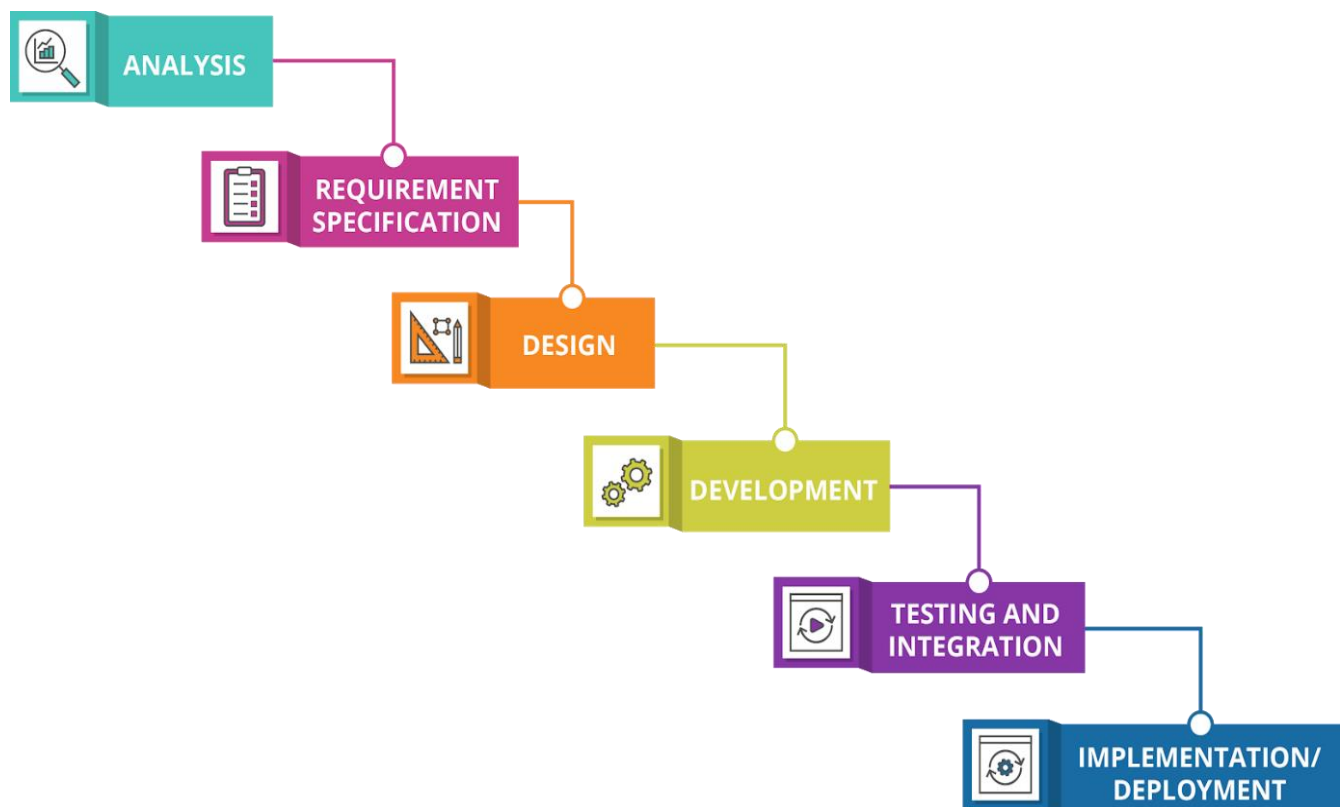 ANALYSIS
REQUIREMENT
SPECIFICATION
DESIGN
DEVELOPMENT
TESTING AND
INTEGRATION
IMPLEMENTATION/
DEPLOYMENT